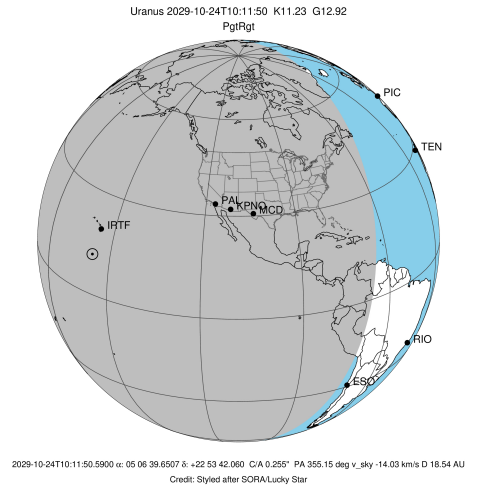 Uranus 2029-10-24T10:11:50 K11.23 G12.92
PgtRgt
PIC
TEN
PAL
KPNO
MCD
IRTF
RIO
ESO
2029-10-24T10:11:50.5900 α: 05 06 39.6507 δ: +22 53 42.060 C/A 0.255" PA 355.15 deg v_sky -14.03 km/s D 18.54 AU
Credit: Styled after SORA/Lucky Star